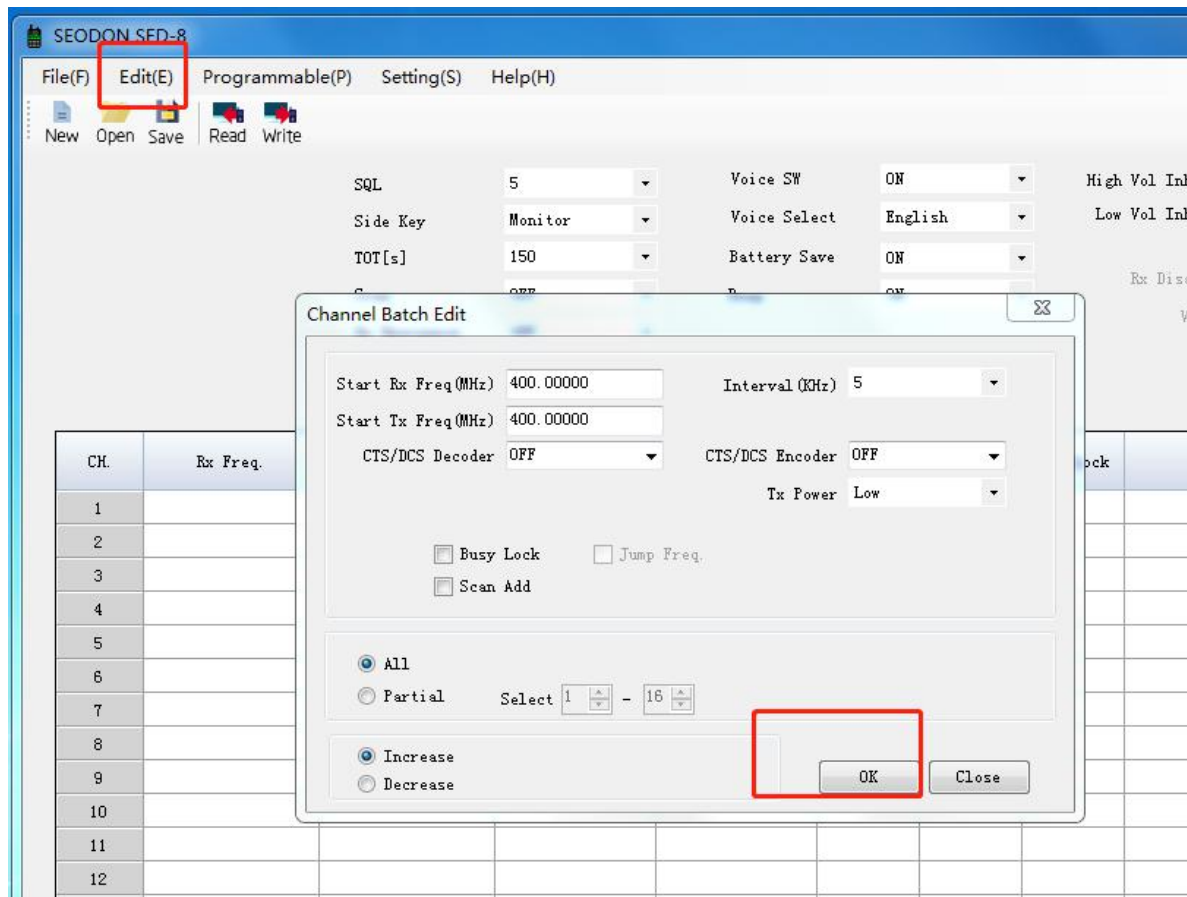 SEODON SED-8
File(F) Edit(E) Programmable(P) Setting(S) Help(H)
New Open Save Read Write
SQL 5 Voice SW ON High Vol
Side Key Monitor Voice Select English Low Vol
TOT[s] 150 Battery Save ON
Rx
OFF ON
Channel Batch Edit
Start Rx Freq(MHz) 400.00000 Interval(KHz) 5
Start Tx Freq(MHz) 400.00000
CTS/DCS Decoder OFF CTS/DCS Encoder OFF
Tx Power Low
Busy Lock Jump Freq.
Scan Add
All
Partial Select 1 - 16
Increase
Decrease
OK Close
CH. Rx Freq.
1
2
3
4
5
6
7
8
9
10
11
12